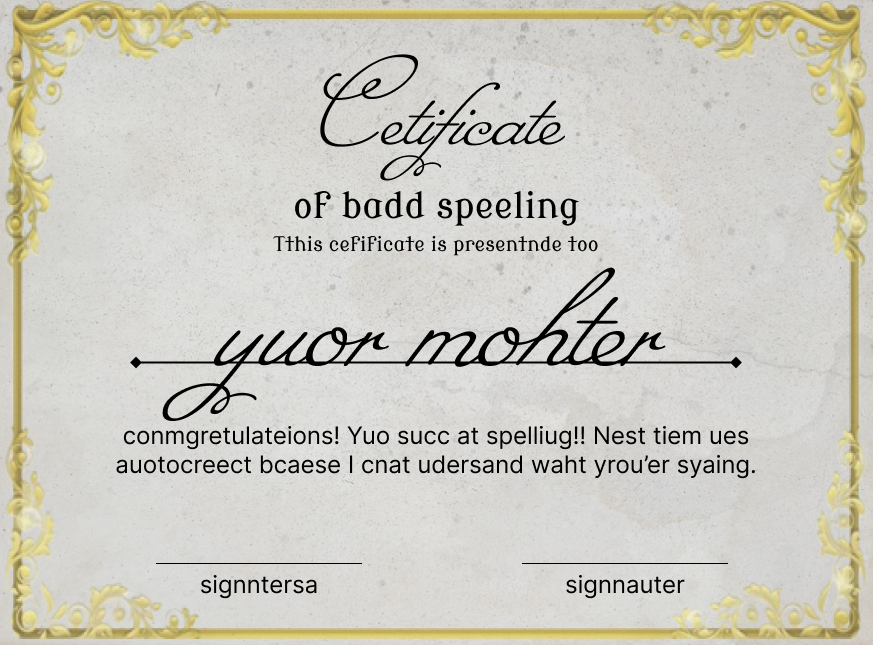 Cetificate
of badd speeling
Tthis cefificate is presentnde too
yuor mohter
conmgretulateions! Yuo succ at spelliug!! Nest tiem ues
auotocreect bcaese I cnat udersand waht yrou’er syaing.
signntersa
signnauter